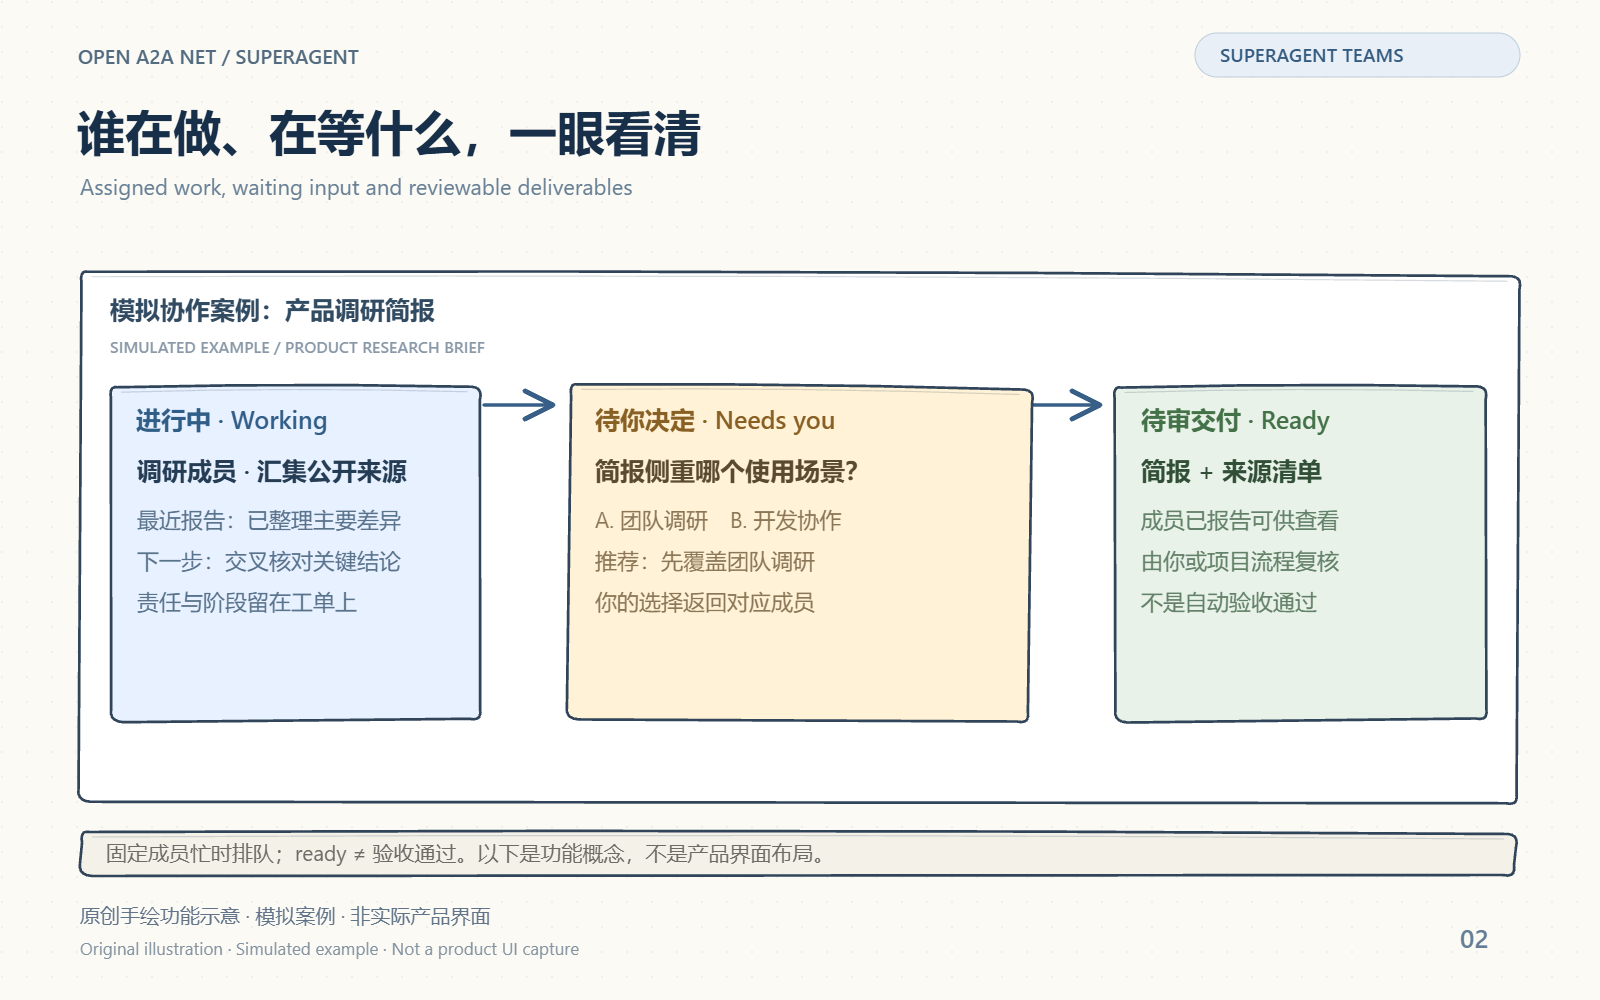 OPEN A2A NET / SUPERAGENT
SUPERAGENT TEAMS
谁在做、在等什么，一眼看清
Assigned work, waiting input and reviewable deliverables
模拟协作案例：产品调研简报
SIMULATED EXAMPLE / PRODUCT RESEARCH BRIEF
进行中 · Working
调研成员 · 汇集公开来源
最近报告：已整理主要差异
下一步：交叉核对关键结论
责任与阶段留在工单上
待你决定 · Needs you
简报侧重哪个使用场景？
A. 团队调研 B. 开发协作
推荐：先覆盖团队调研
你的选择返回对应成员
待审交付 · Ready
简报 + 来源清单
成员已报告可供查看
由你或项目流程复核
不是自动验收通过
固定成员忙时排队；ready ≠ 验收通过。以下是功能概念，不是产品界面布局。
原创手绘功能示意 · 模拟案例 · 非实际产品界面
Original illustration · Simulated example · Not a product UI capture
02